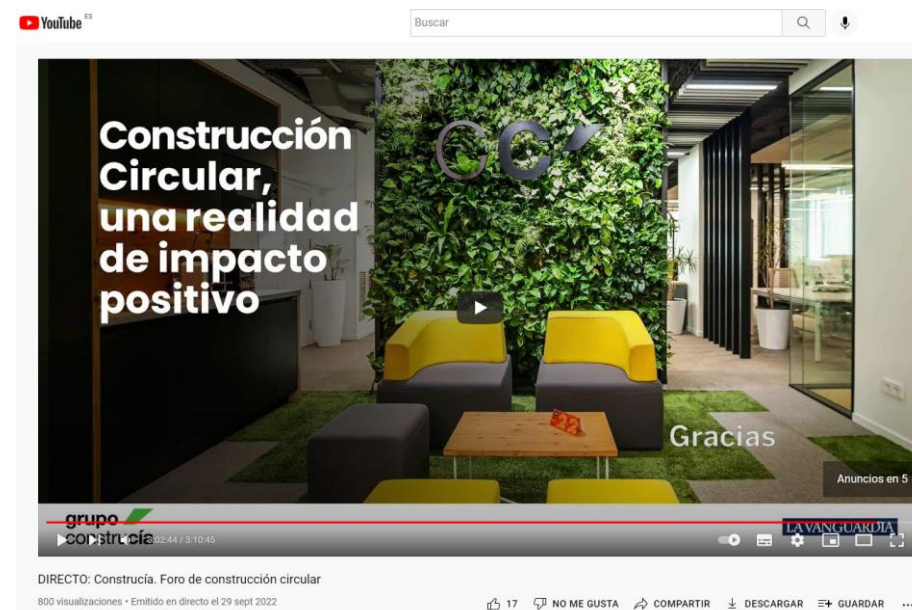 YouTube ES
Buscar
Construcción
Circular,
una realidad
de impacto
positivo
CC
Gracias
Anuncios en 5
grupo
construcía
LA VANGUARDIA
3:02:44 / 3:10:45
DIRECTO: Construcía. Foro de construcción circular
800 visualizaciones • Emitido en directo el 29 sept 2022
17 NO ME GUSTA COMPARTIR DESCARGAR GUARDAR ...